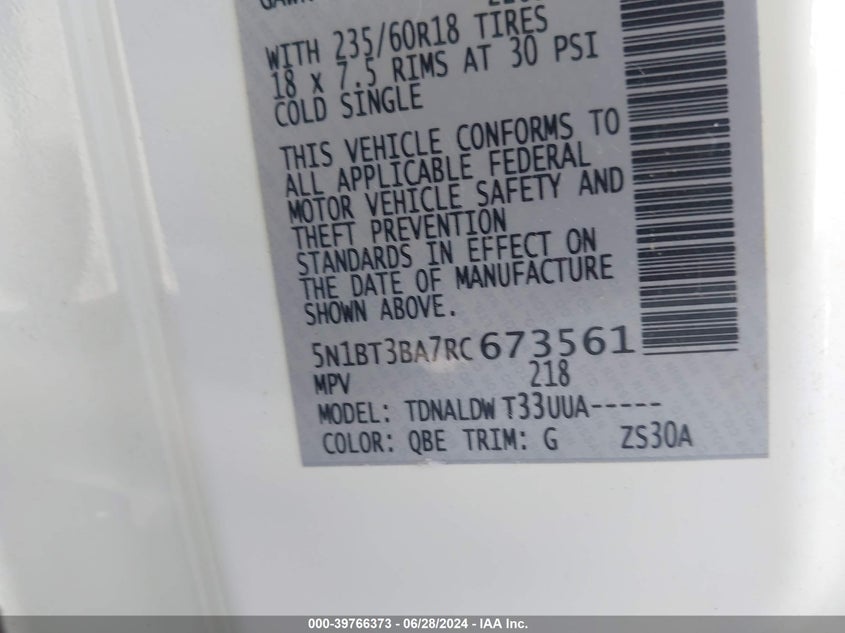 WITH 235/60R18 TIRES
18 x 7.5 RIMS AT 30 PSI
COLD SINGLE
THIS VEHICLE CONFORMS TO
ALL APPLICABLE FEDERAL
MOTOR VEHICLE SAFETY AND
THEFT PREVENTION
STANDARDS IN EFFECT ON
THE DATE OF MANUFACTURE
SHOWN ABOVE.
5N1BT3BA7RC673561
MPV 218
MODEL: TDNALDW T33UUA-----
COLOR: QBE TRIM: G ZS30A
000-39766373 - 06/28/2024 - IAA Inc.